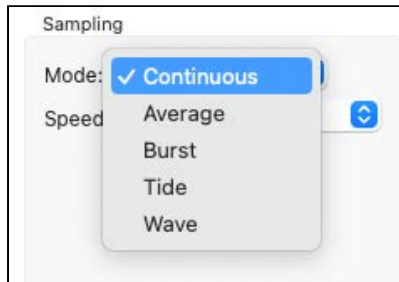 Sampling
Mode: ✓ Continuous
Speed Average
Burst
Tide
Wave